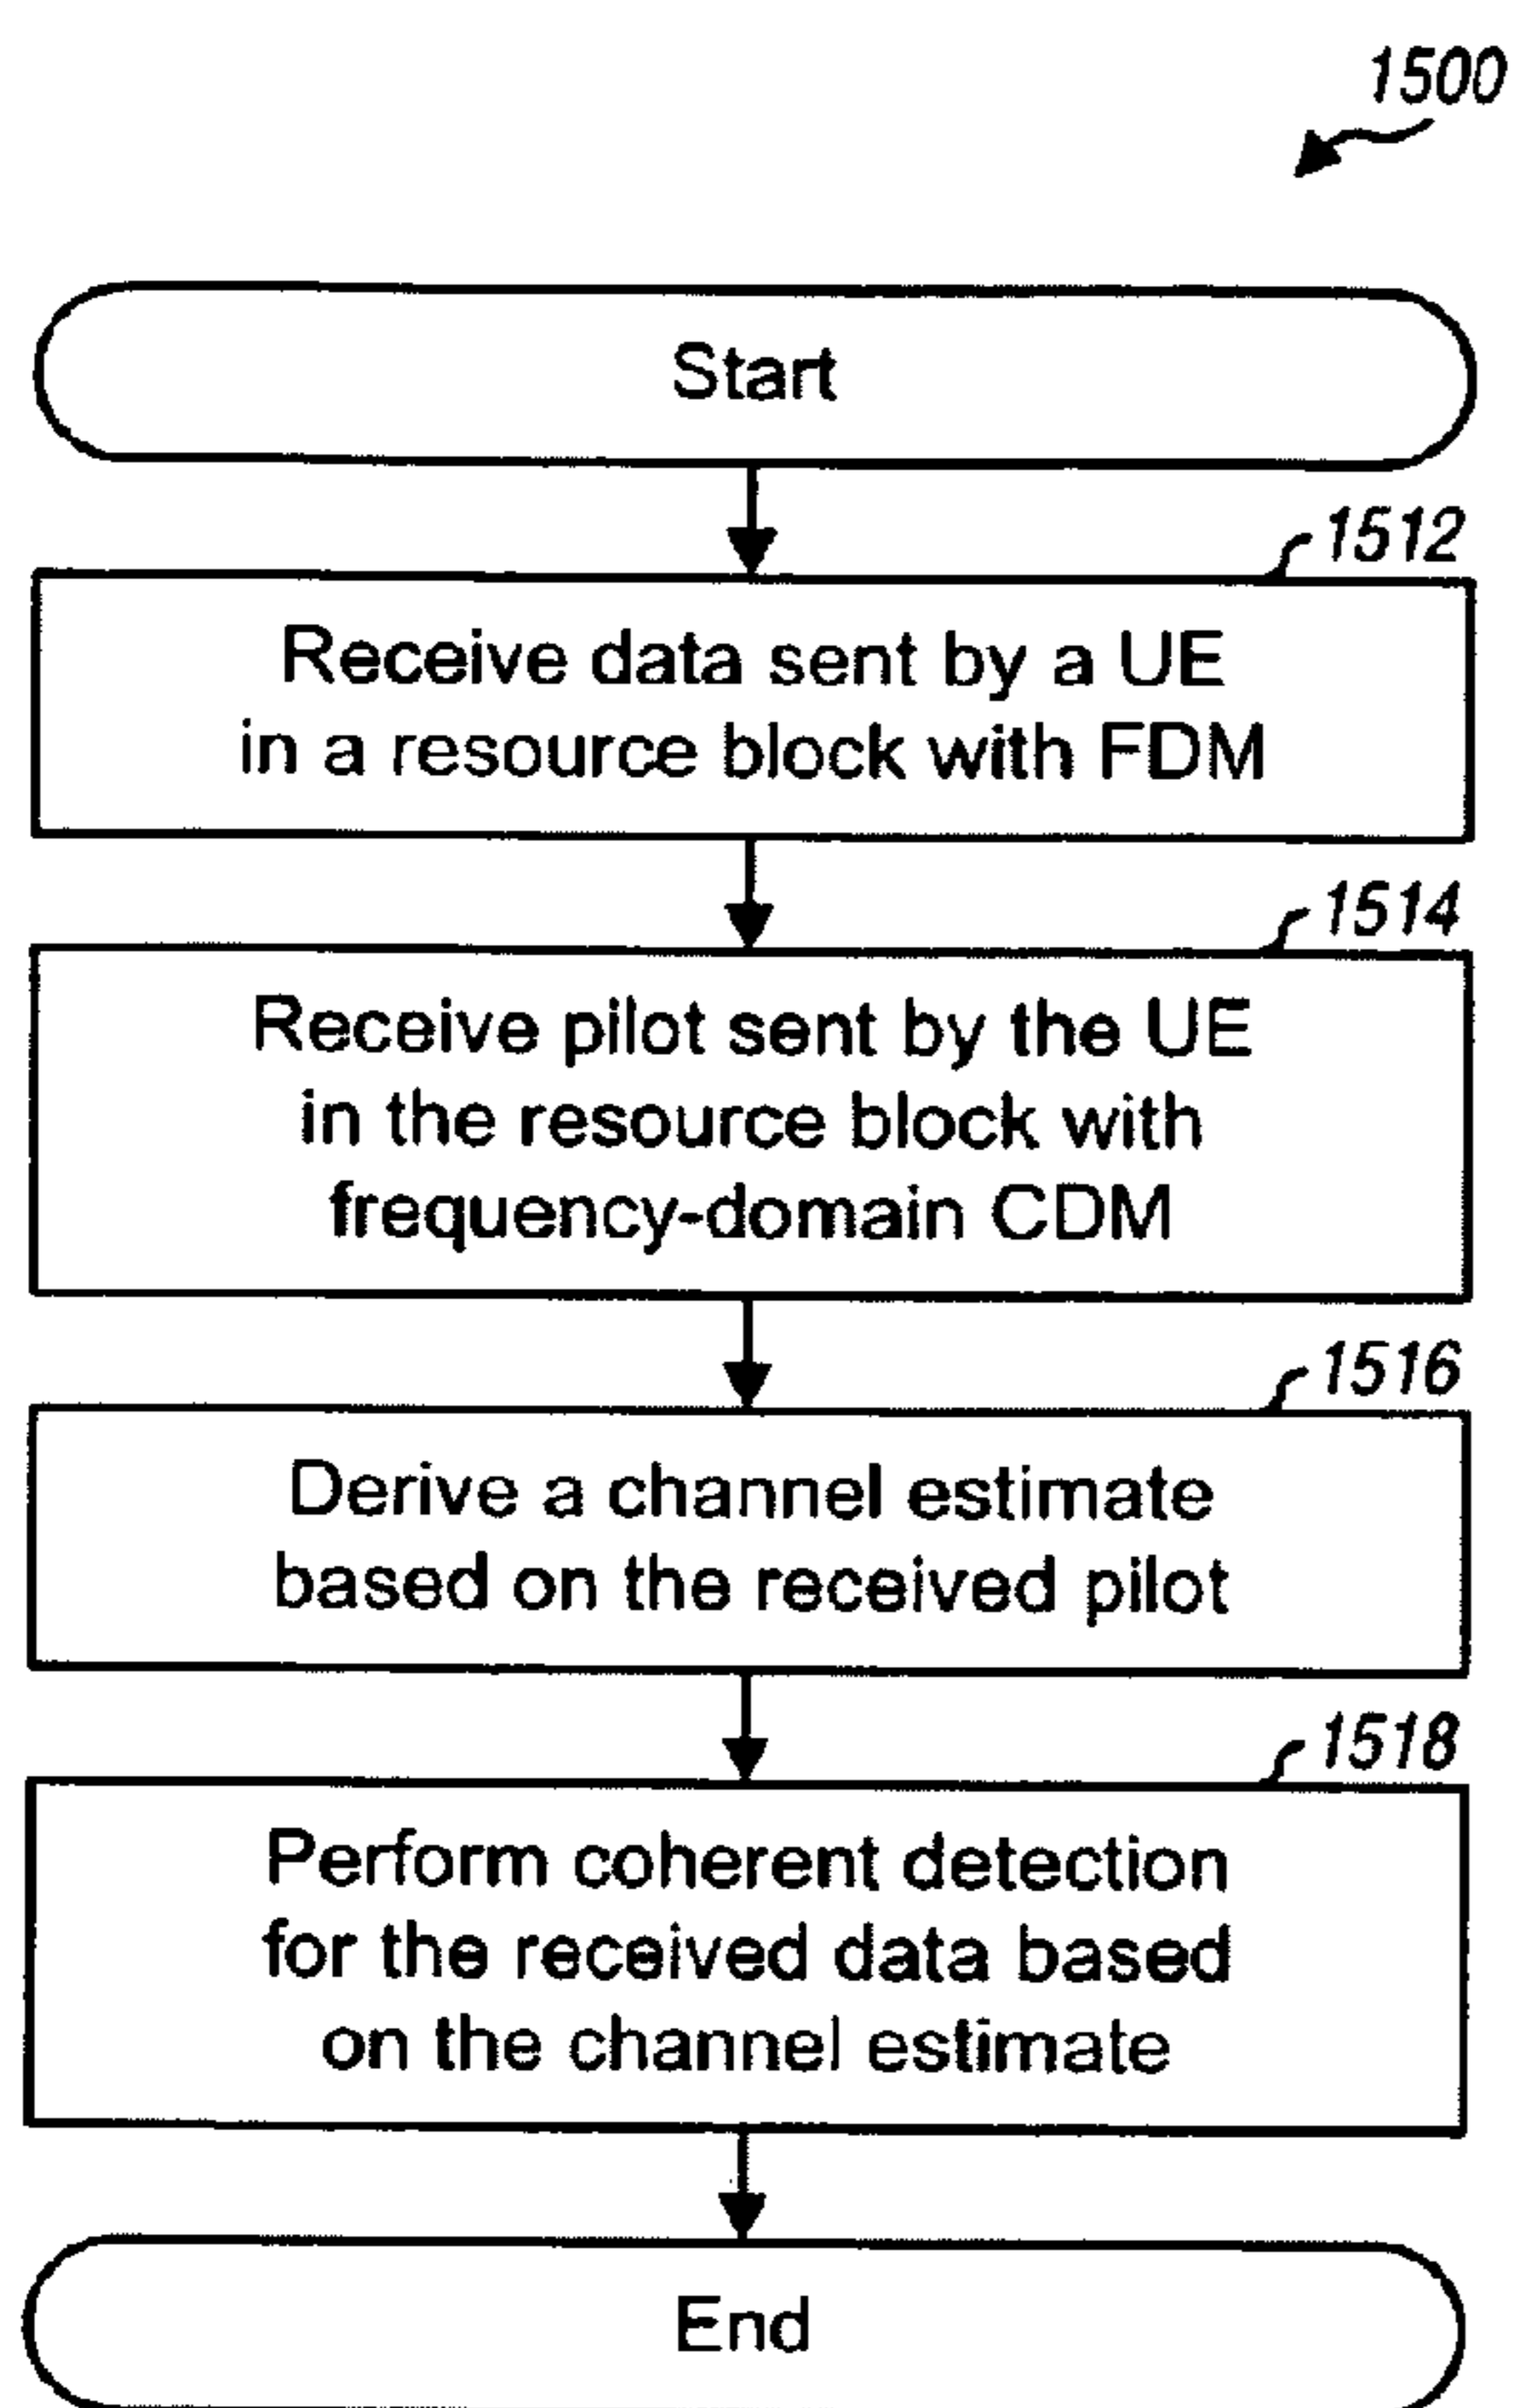 1500
Start
1512
Receive data sent by a UE
in a resource block with FDM
1514
Receive pilot sent by the UE
in the resource block with
frequency-domain CDM
1516
Derive a channel estimate
based on the received pilot
1518
Perform coherent detection
for the received data based
on the channel estimate
End